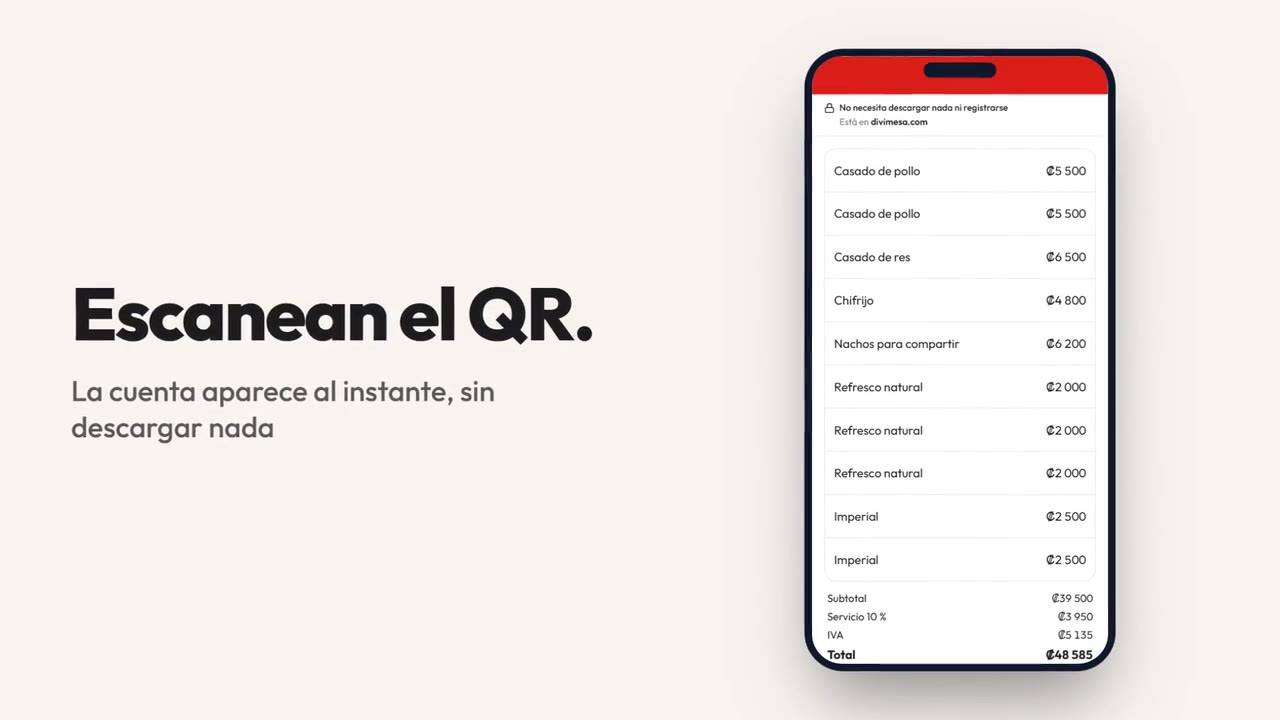 Escanean el QR.
La cuenta aparece al instante, sin
descargar nada
No necesita descargar nada ni registrarse
Está en divimesa.com
Casado de pollo ₡5 500
Casado de pollo ₡5 500
Casado de res ₡6 500
Chifrijo ₡4 800
Nachos para compartir ₡6 200
Refresco natural ₡2 000
Refresco natural ₡2 000
Refresco natural ₡2 000
Imperial ₡2 500
Imperial ₡2 500
Subtotal ₡39 500
Servicio 10 % ₡3 950
IVA ₡5 135
Total ₡48 585